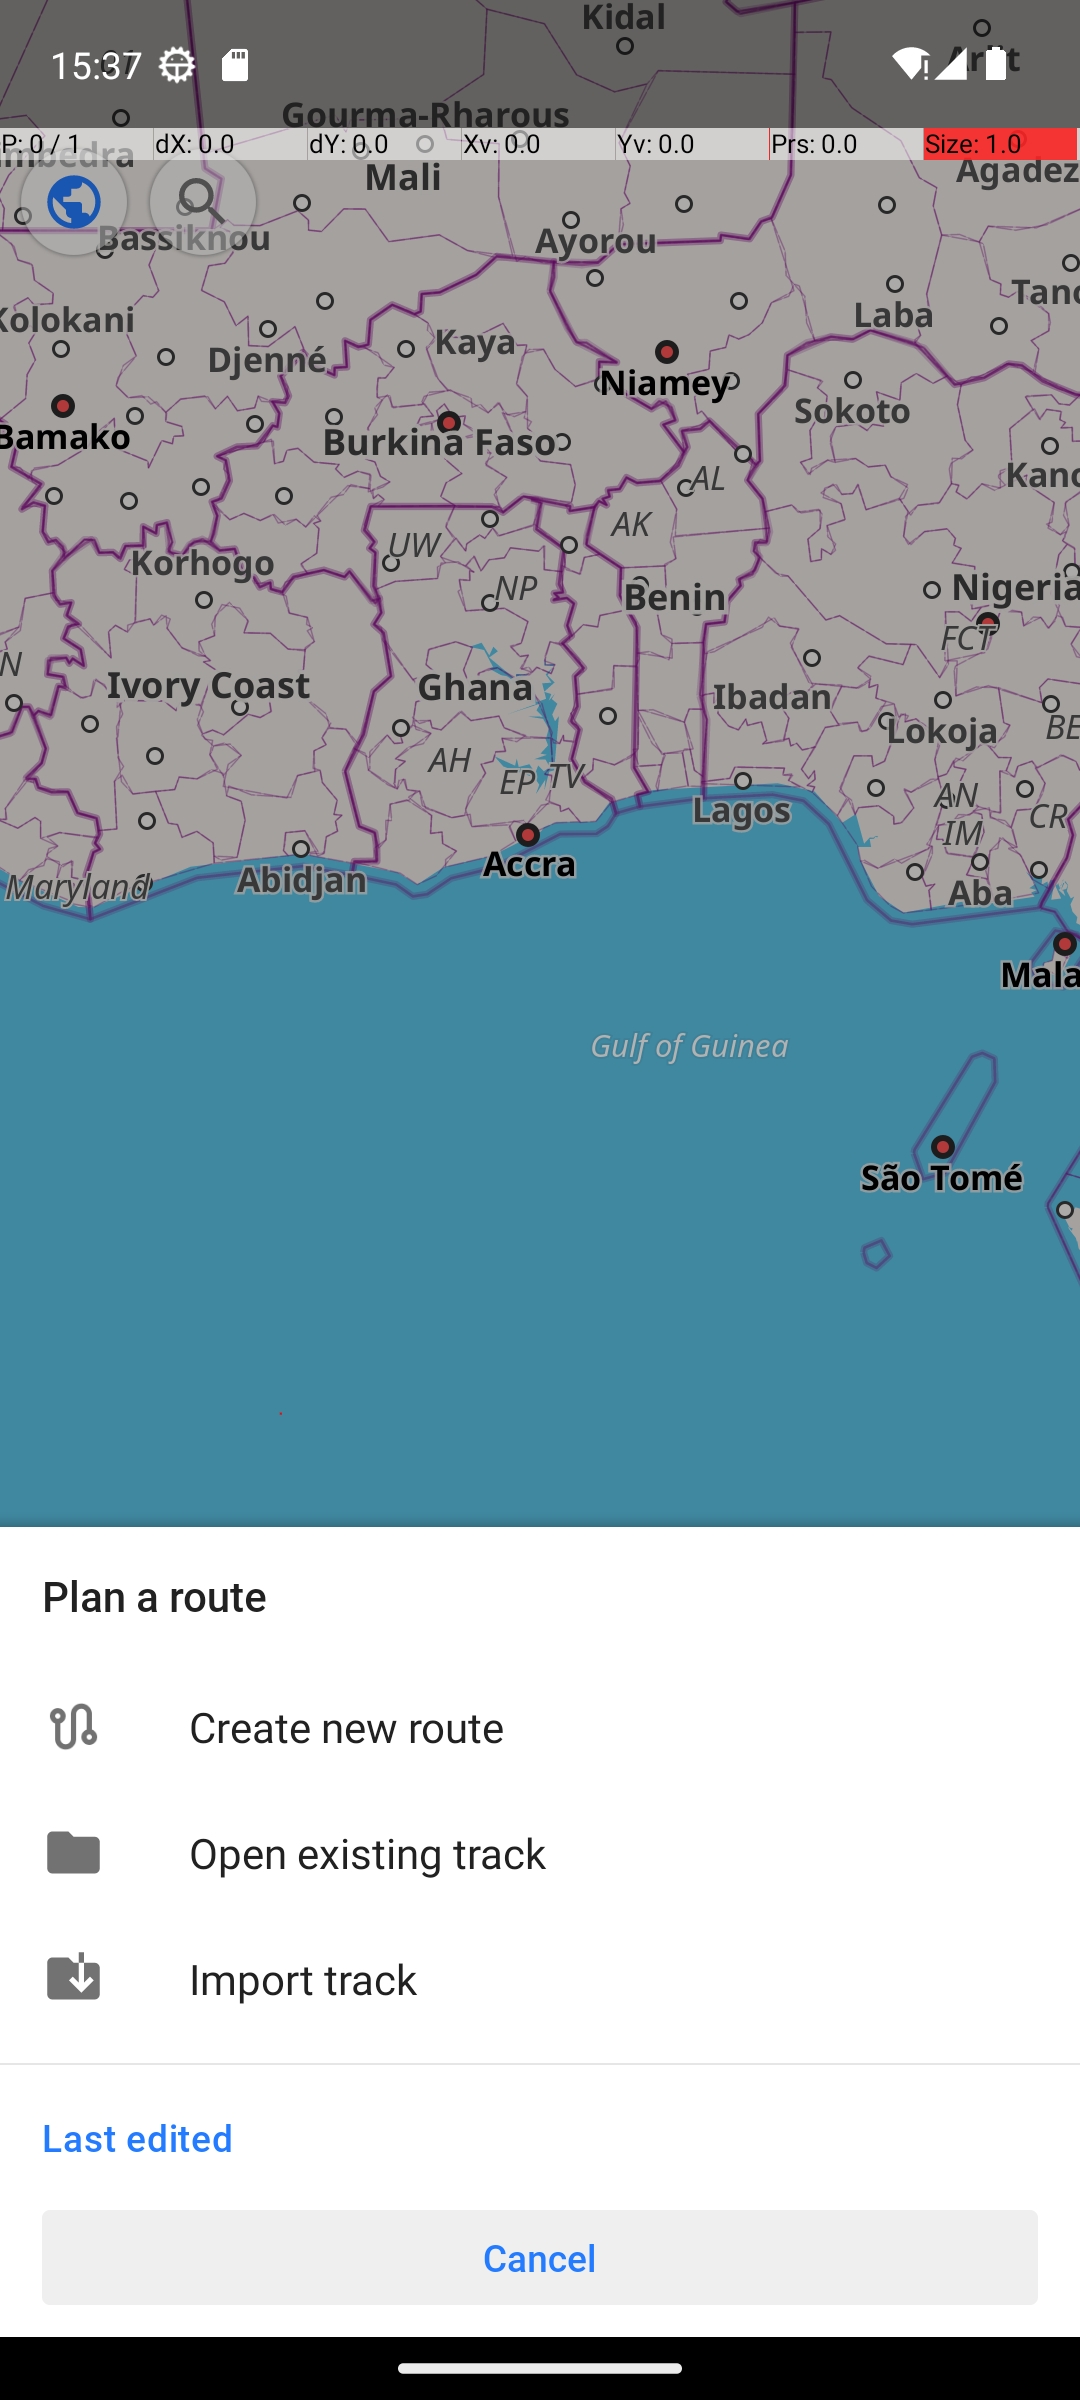 Kidal
15:37
Arlit
Gourma-Rharous
P: 0 / 1
dX: 0.0
dY: 0.0
Xv: 0.0
Yv: 0.0
Prs: 0.0
Size: 1.0
Mali
Agadez
Bassiknou
Ayorou
Tano
Kolokani
Laba
Kaya
Djenné
Niamey
Sokoto
Bamako
Burkina Faso
Kano
AL
AK
UW
Korhogo
NP
Benin
Nigeria
FCT
N
Ivory Coast
Ghana
Ibadan
Lokoja
BE
AH
EP
TV
AN
Lagos
CR
IM
Accra
Maryland
Abidjan
Aba
Mala
Gulf of Guinea
São Tomé
Plan a route
Create new route
Open existing track
Import track
Last edited
Cancel